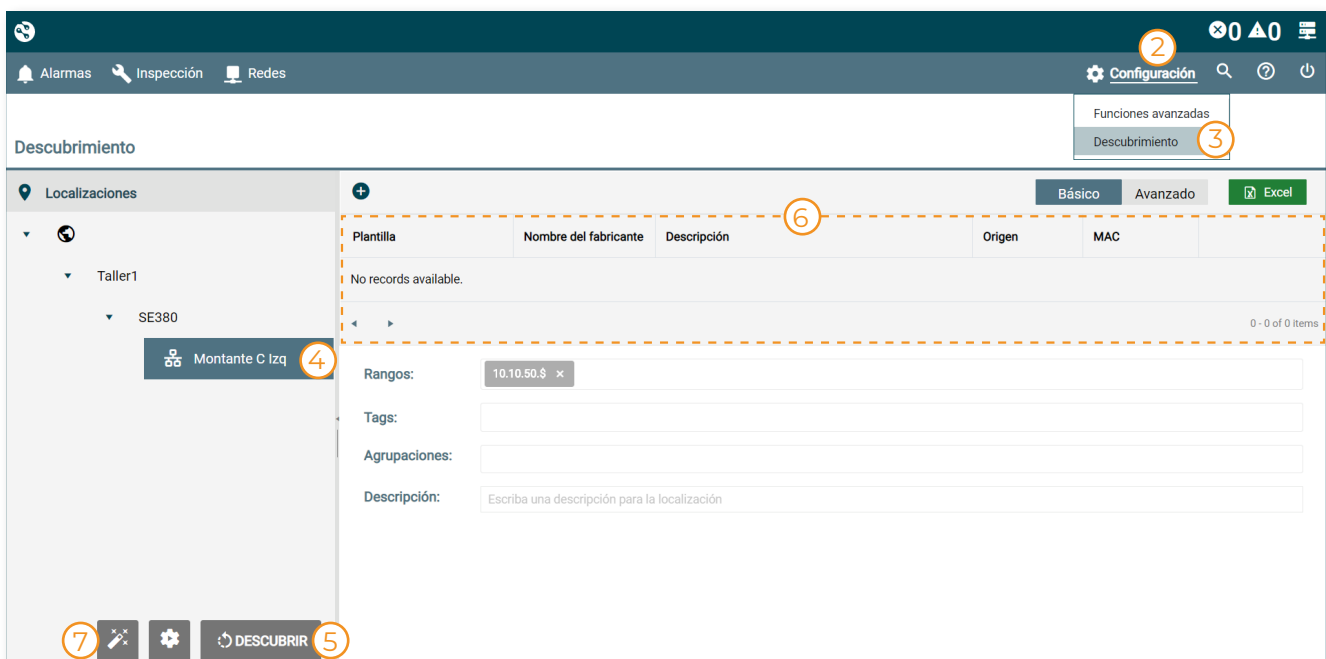 0 0
2
Alarmas Inspección Redes Configuración
Funciones avanzadas
Descubrimiento 3
Descubrimiento
Localizaciones Básico Avanzado Excel
6
Plantilla Nombre del fabricante Descripción Origen MAC
No records available.
0 - 0 of 0 items
Taller1
SE380
Montante C Izq 4
Rangos: 10.10.50.$ ×
Tags:
Agrupaciones:
Descripción: Escriba una descripción para la localización
7 DESCUBRIR 5